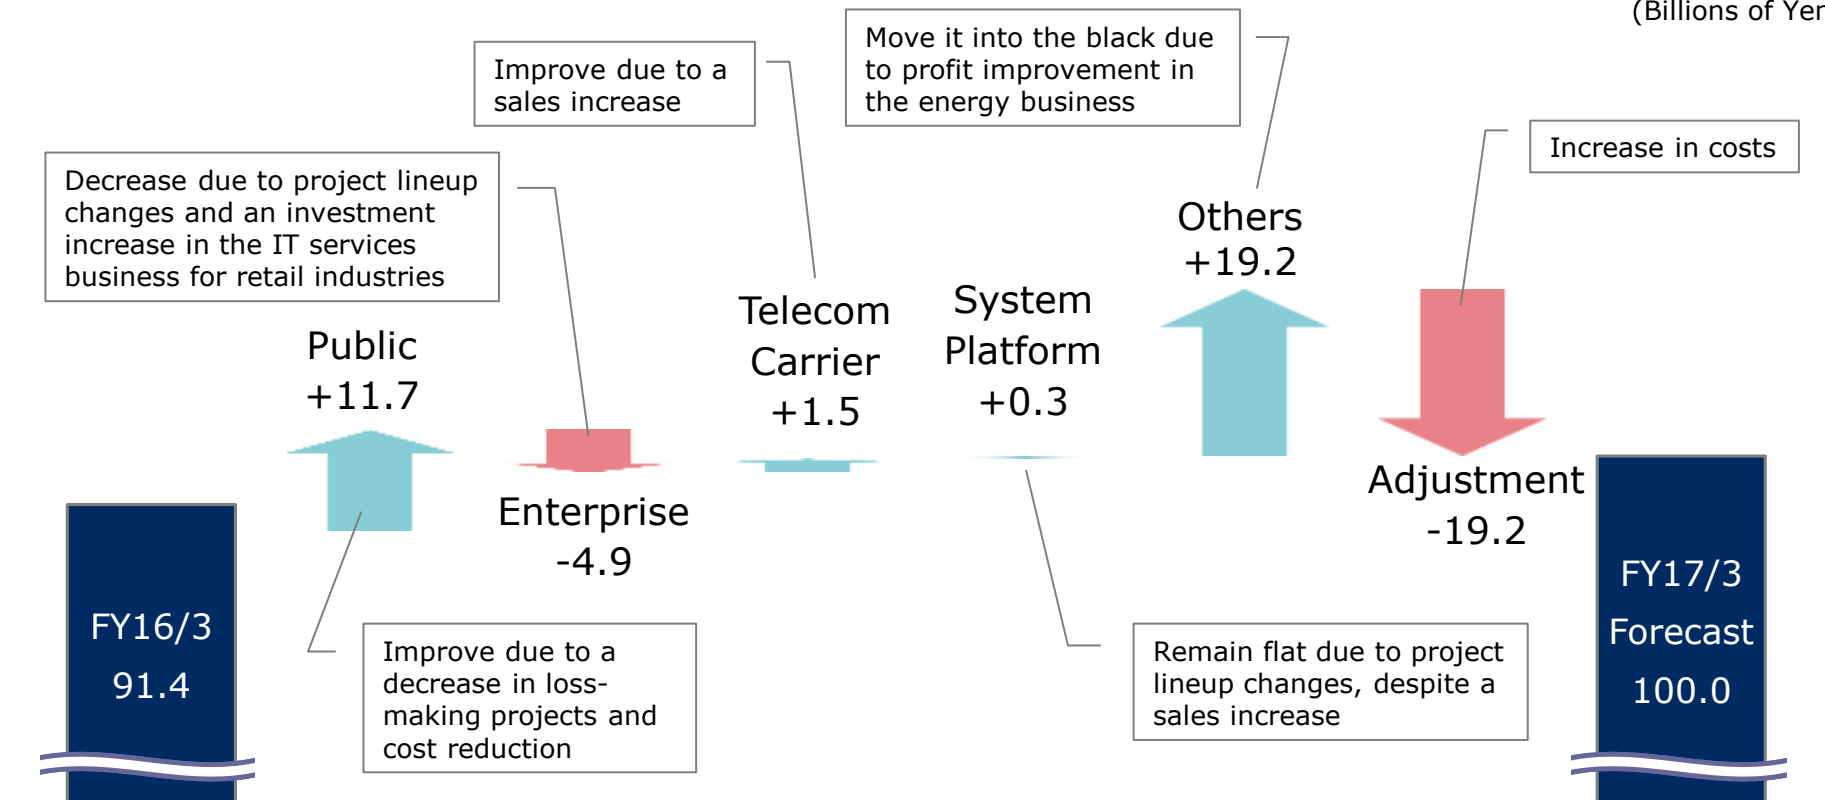 (Billions of Yen
Move it into the black due
to profit improvement in
the energy business
Improve due to a
sales increase
Increase in costs
Decrease due to project lineup
changes and an investment
increase in the IT services
business for retail industries
Others
+19.2
Telecom
Carrier
+1.5
System
Platform
+0.3
Public
+11.7
Enterprise
-4.9
Adjustment
-19.2
FY16/3
91.4
FY17/3
Forecast
100.0
Improve due to a
decrease in loss-
making projects and
cost reduction
Remain flat due to project
lineup changes, despite a
sales increase